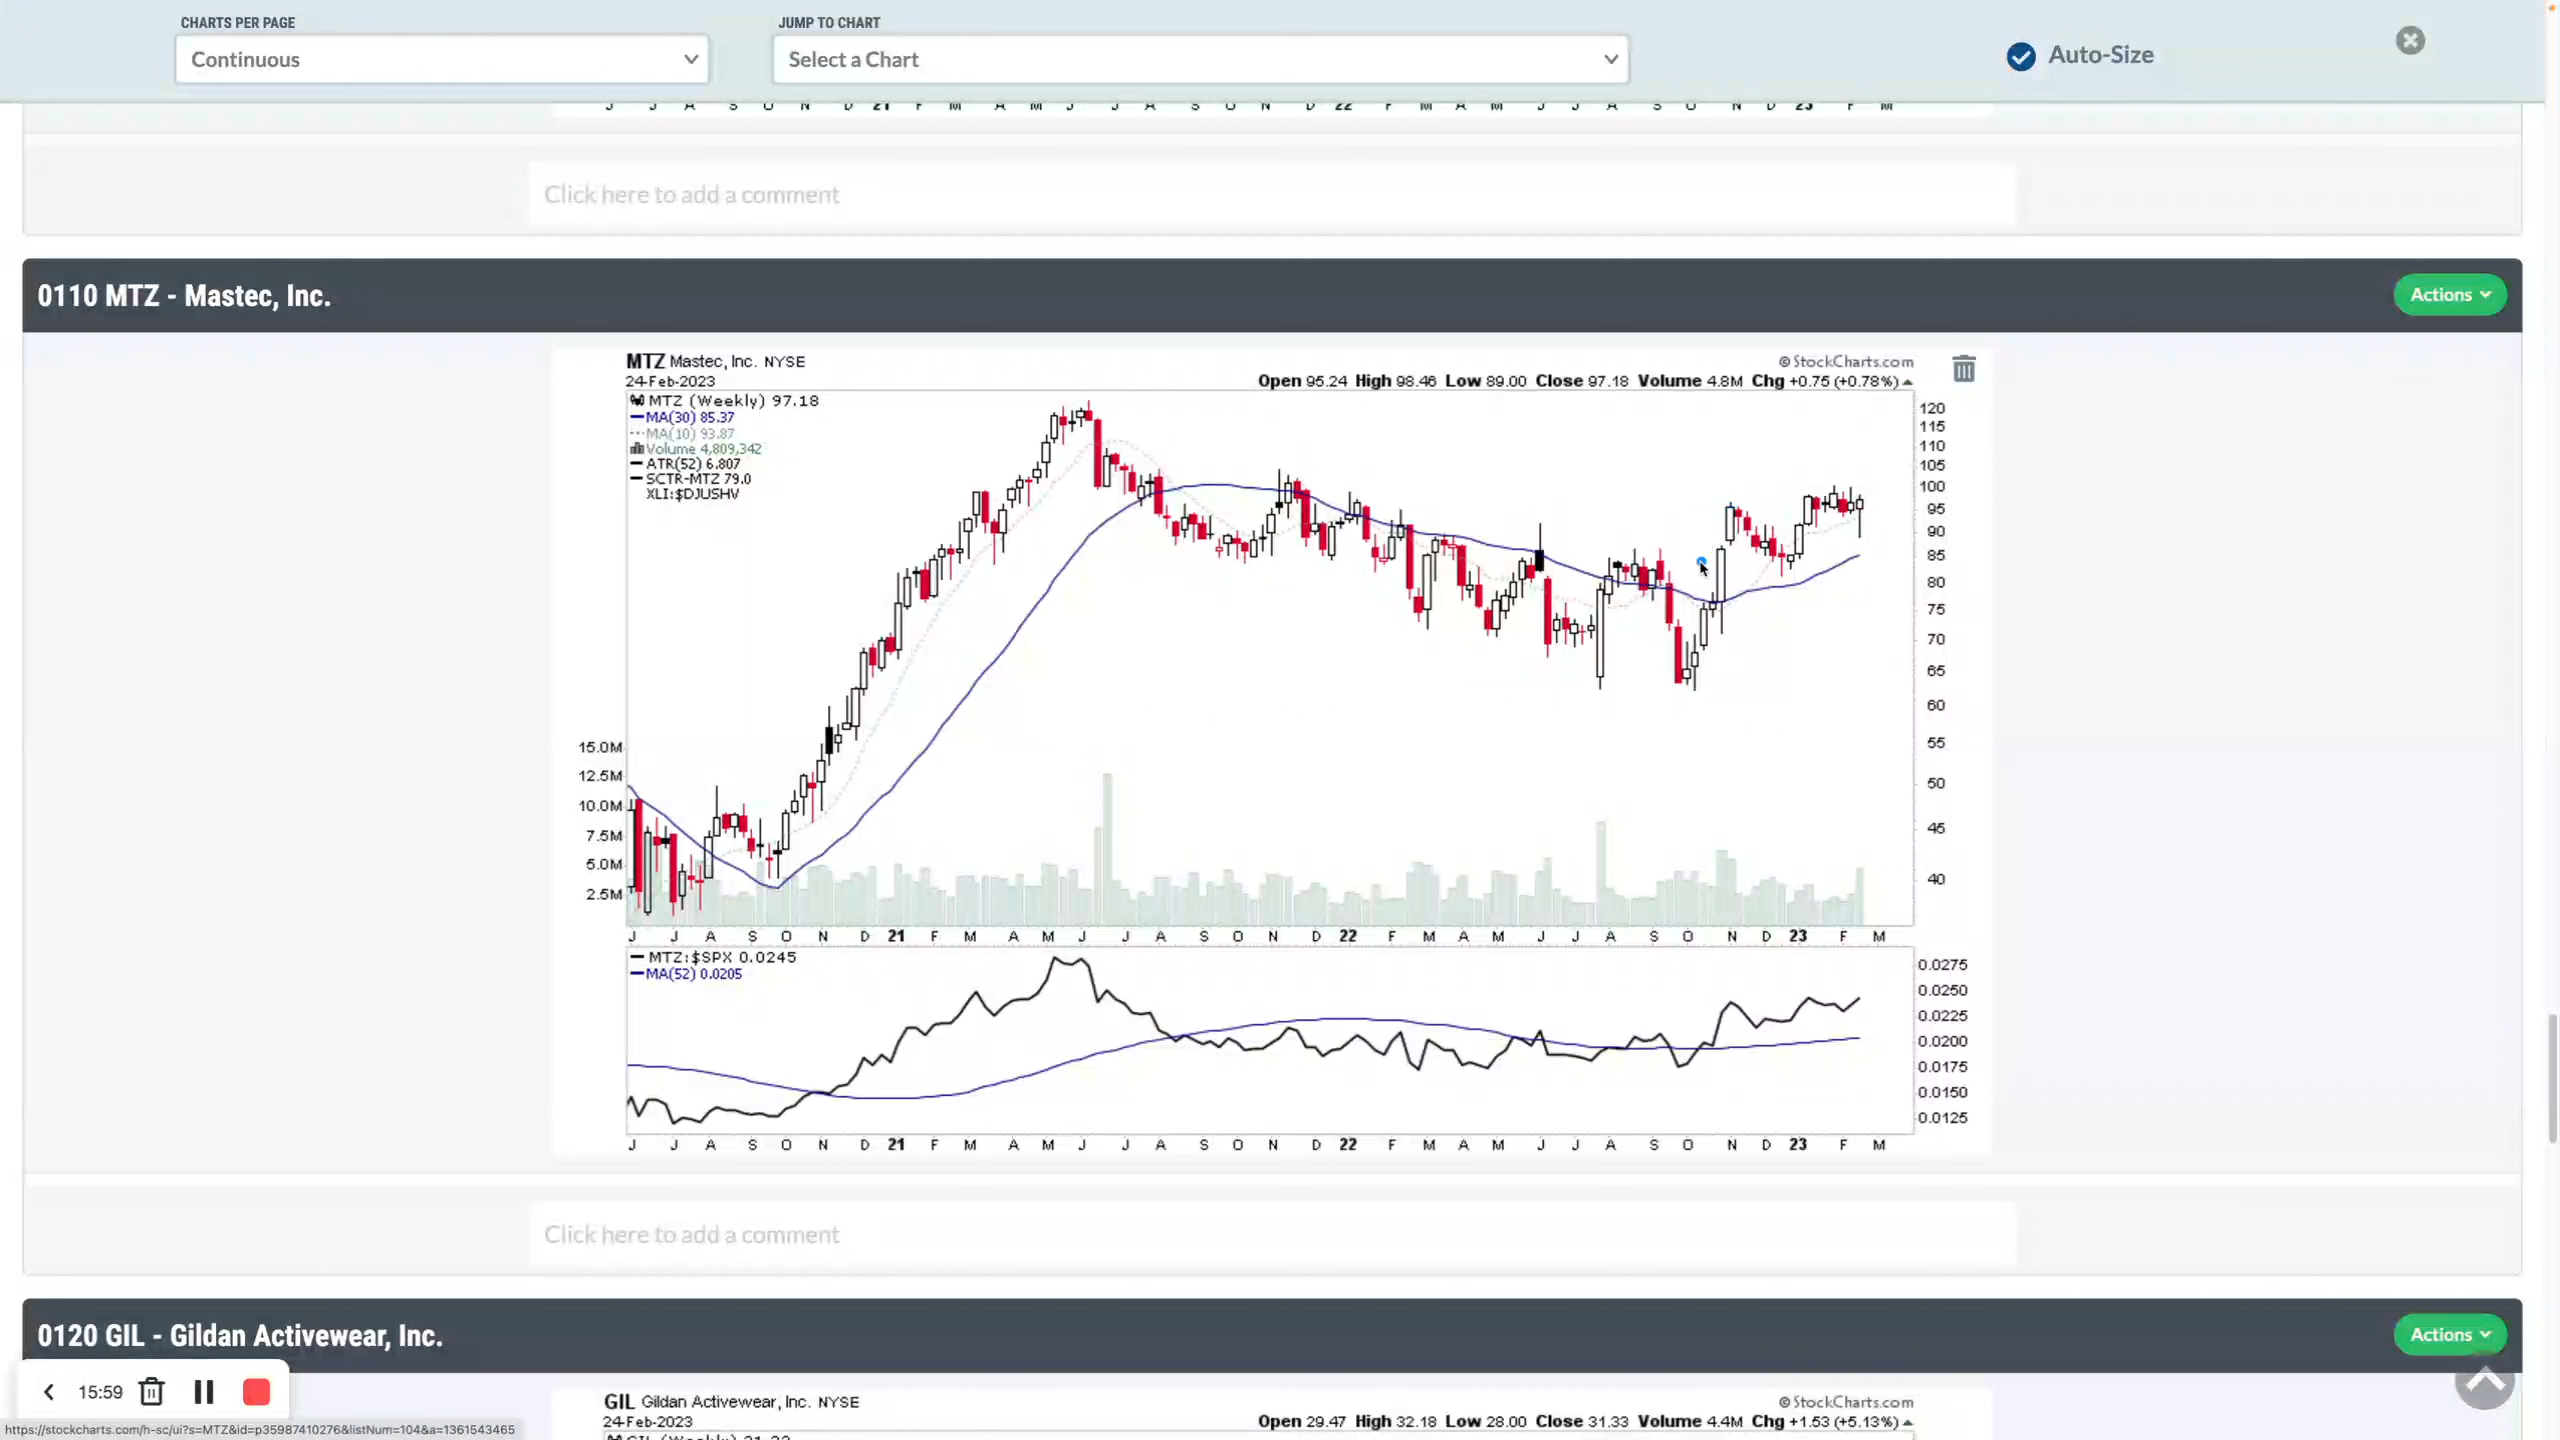 CHARTS PER PAGE
Continuous
JUMP TO CHART
Select a Chart
Auto-Size
J J A S O N D 21 F M A M J J A S O N D 22 F M A M J J A S O N D 23 F M
Click here to add a comment
0110 MTZ - Mastec, Inc.
Actions
MTZ Mastec, Inc. NYSE
© StockCharts.com
24-Feb-2023
Open 95.24 High 98.46 Low 89.00 Close 97.18 Volume 4.8M Chg +0.75 (+0.78%)
MTZ (Weekly) 97.18
MA(30) 85.37
MA(10) 93.87
Volume 4,809,342
ATR(52) 6.807
SCTR-MTZ 79.0
XLI:$DJUSHV
120
115
110
105
100
95
90
85
80
75
70
65
60
55
50
45
40
15.0M
12.5M
10.0M
7.5M
5.0M
2.5M
J J A S O N D 21 F M A M J J A S O N D 22 F M A M J J A S O N D 23 F M
MTZ:$SPX 0.0245
MA(52) 0.0205
0.0275
0.0250
0.0225
0.0200
0.0175
0.0150
0.0125
J J A S O N D 21 F M A M J J A S O N D 22 F M A M J J A S O N D 23 F M
Click here to add a comment
0120 GIL - Gildan Activewear, Inc.
Actions
15:59
GIL Gildan Activewear, Inc. NYSE
© StockCharts.com
24-Feb-2023
Open 29.47 High 32.18 Low 28.00 Close 31.33 Volume 4.4M Chg +1.53 (+5.13%)
https://stockcharts.com/h-sc/ui?s=MTZ&id=p35987410276&listNum=104&a=1361543465